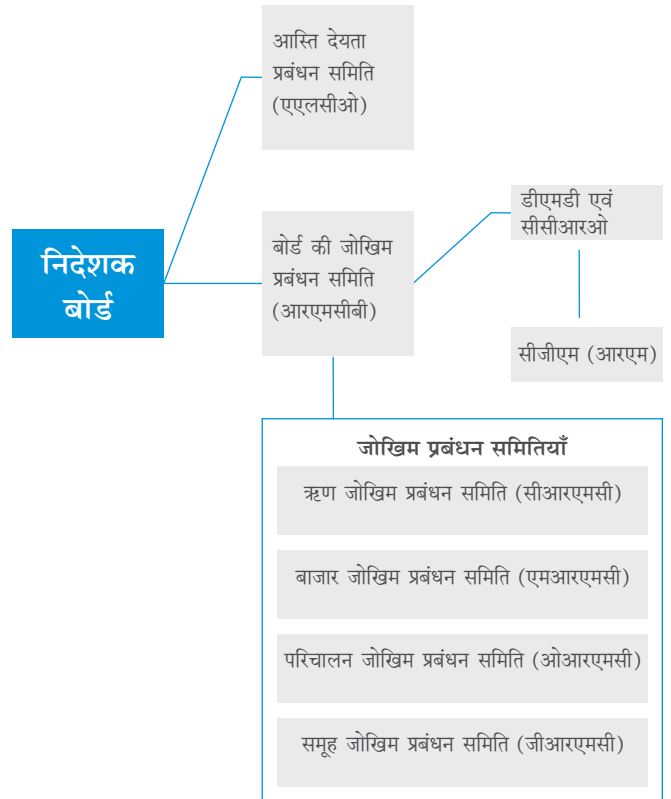 आस्ति देयता
प्रबंधन समिति
(एएलसीओ)
निदेशक
बोर्ड
बोर्ड की जोखिम
प्रबंधन समिति
(आरएमसीबी)
डीएमडी एवं
सीसीआरओ
सीजीएम (आरएम)
जोखिम प्रबंधन समितियाँ
ऋण जोखिम प्रबंधन समिति (सीआरएमसी)
बाजार जोखिम प्रबंधन समिति (एमआरएमसी)
परिचालन जोखिम प्रबंधन समिति (ओआरएमसी)
समूह जोखिम प्रबंधन समिति (जीआरएमसी)